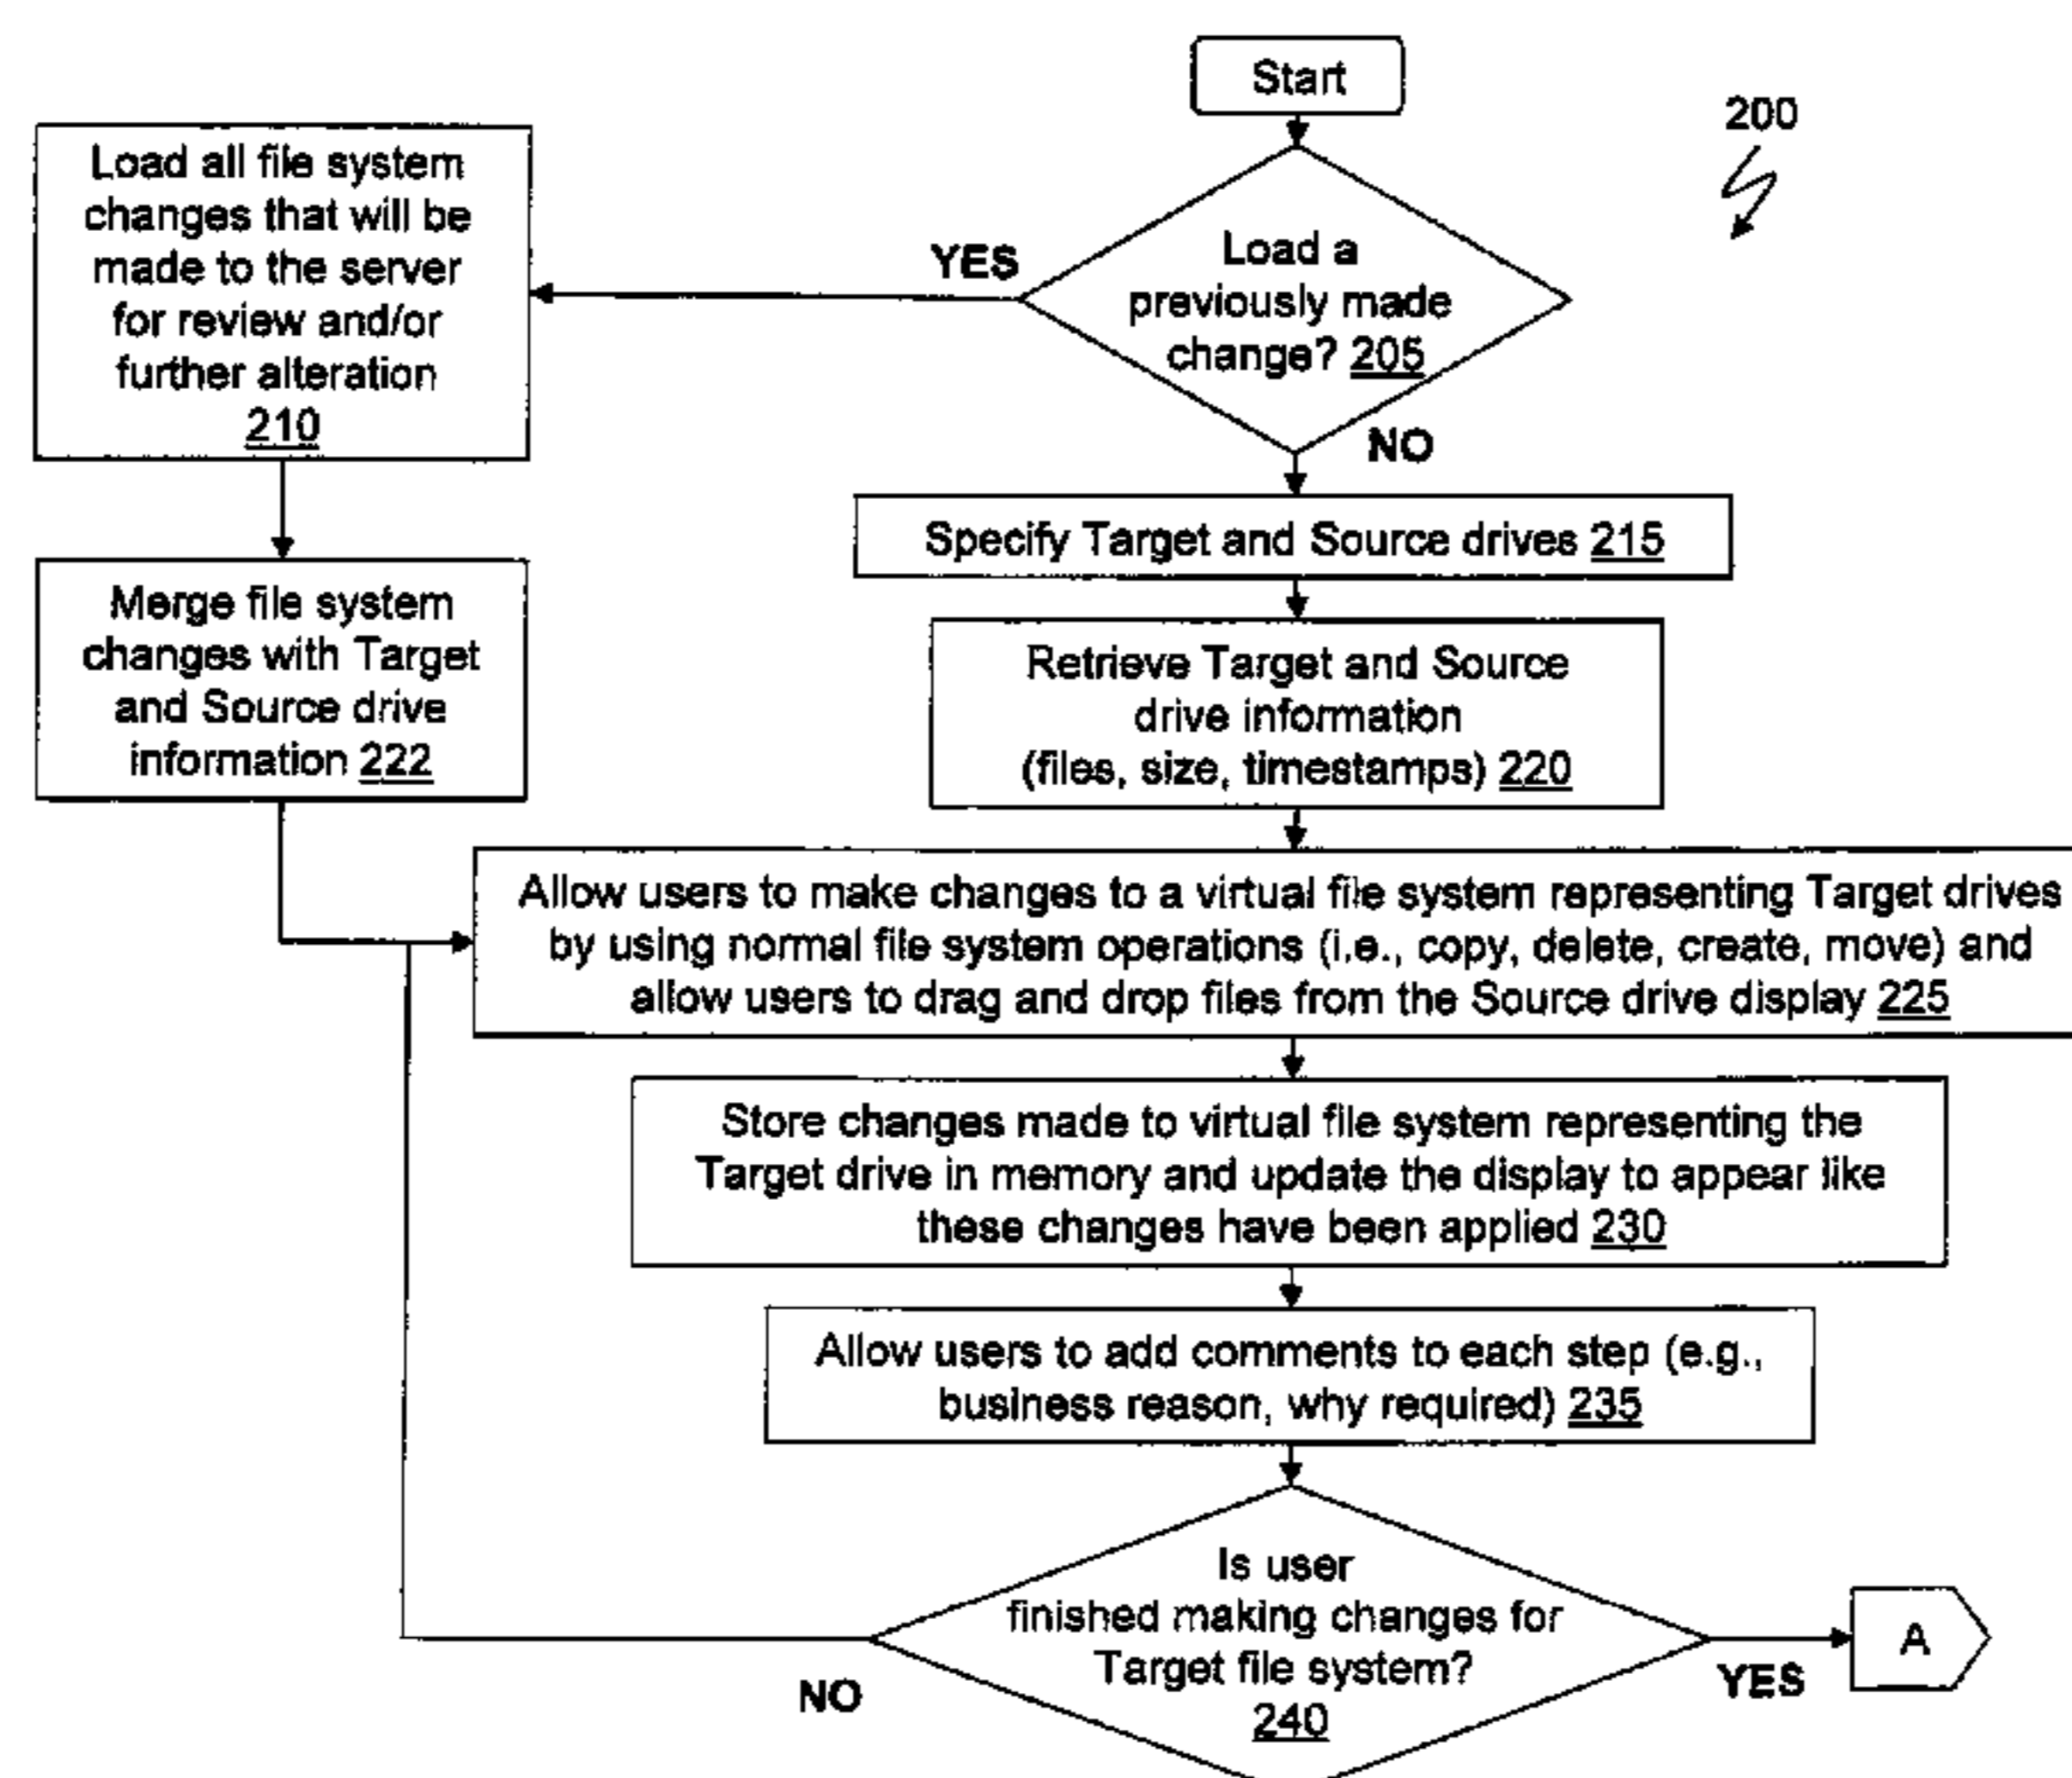 Start
200
Load a
previously made
change? 205
YES
NO
Load all file system
changes that will be
made to the server
for review and/or
further alteration
210
Specify Target and Source drives 215
Merge file system
changes with Target
and Source drive
information 222
Retrieve Target and Source
drive information
(files, size, timestamps) 220
Allow users to make changes to a virtual file system representing Target drives
by using normal file system operations (i.e., copy, delete, create, move) and
allow users to drag and drop files from the Source drive display 225
Store changes made to virtual file system representing the
Target drive in memory and update the display to appear like
these changes have been applied 230
Allow users to add comments to each step (e.g.,
business reason, why required) 235
Is user
finished making changes for
Target file system?
240
NO
YES
A